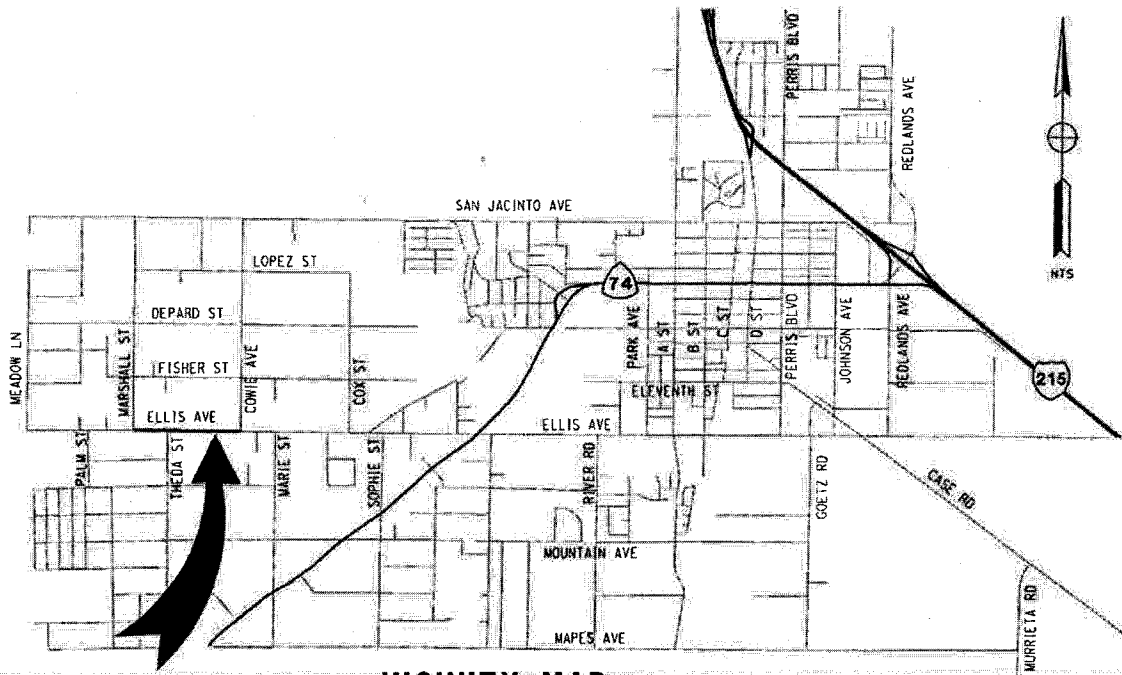 PERRIS BLVD
REDLANDS AVE
NTS
SAN JACINTO AVE
LOPEZ ST
74
DEPARD ST
MEADOW LN
MARSHALL ST
FISHER ST
COWIE AVE
COX ST
PARK AVE
A ST
B ST
C ST
D ST
PERRIS BLVD
JOHNSON AVE
REDLANDS AVE
215
ELEVENTH ST
ELLIS AVE
ELLIS AVE
PALM ST
THEDA ST
MARIE ST
SOPHIE ST
RIVER RD
GOETZ RD
CASE RD
MOUNTAIN AVE
MAPES AVE
MURRIETA RD
VICINITY MAP